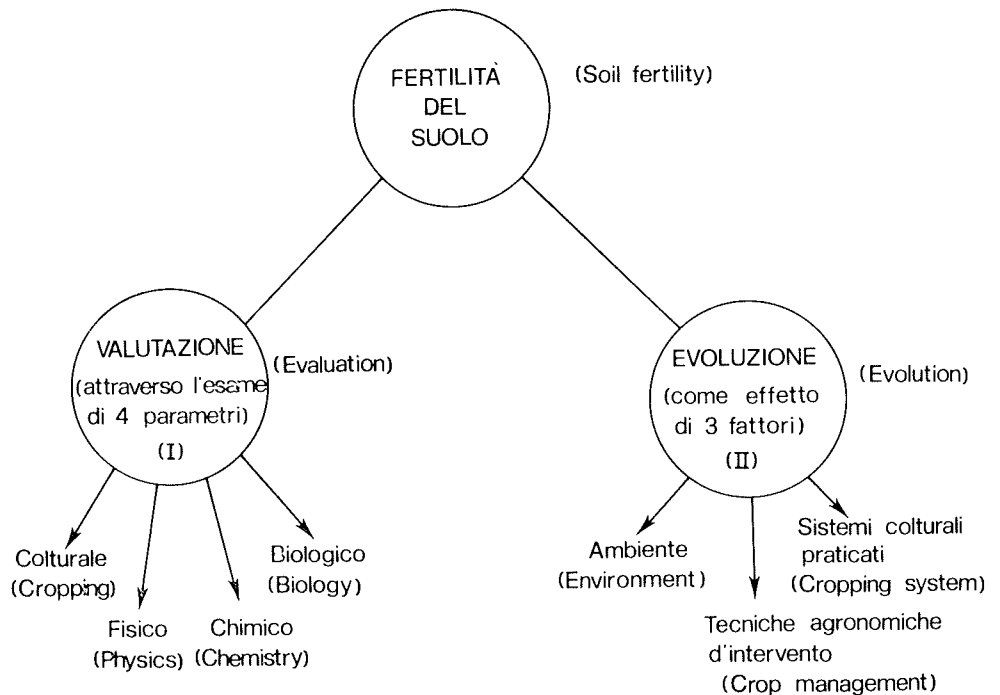 FERTILITÀ
DEL
SUOLO
(Soil fertility)
VALUTAZIONE
(attraverso l'esame
di 4 parametri)
(I)
(Evaluation)
EVOLUZIONE
(come effetto
di 3 fattori)
(II)
(Evolution)
Colturale
(Cropping)
Fisico
(Physics)
Chimico
(Chemistry)
Biologico
(Biology)
Ambiente
(Environment)
Tecniche agronomiche
d'intervento
(Crop management)
Sistemi colturali
praticati
(Cropping system)